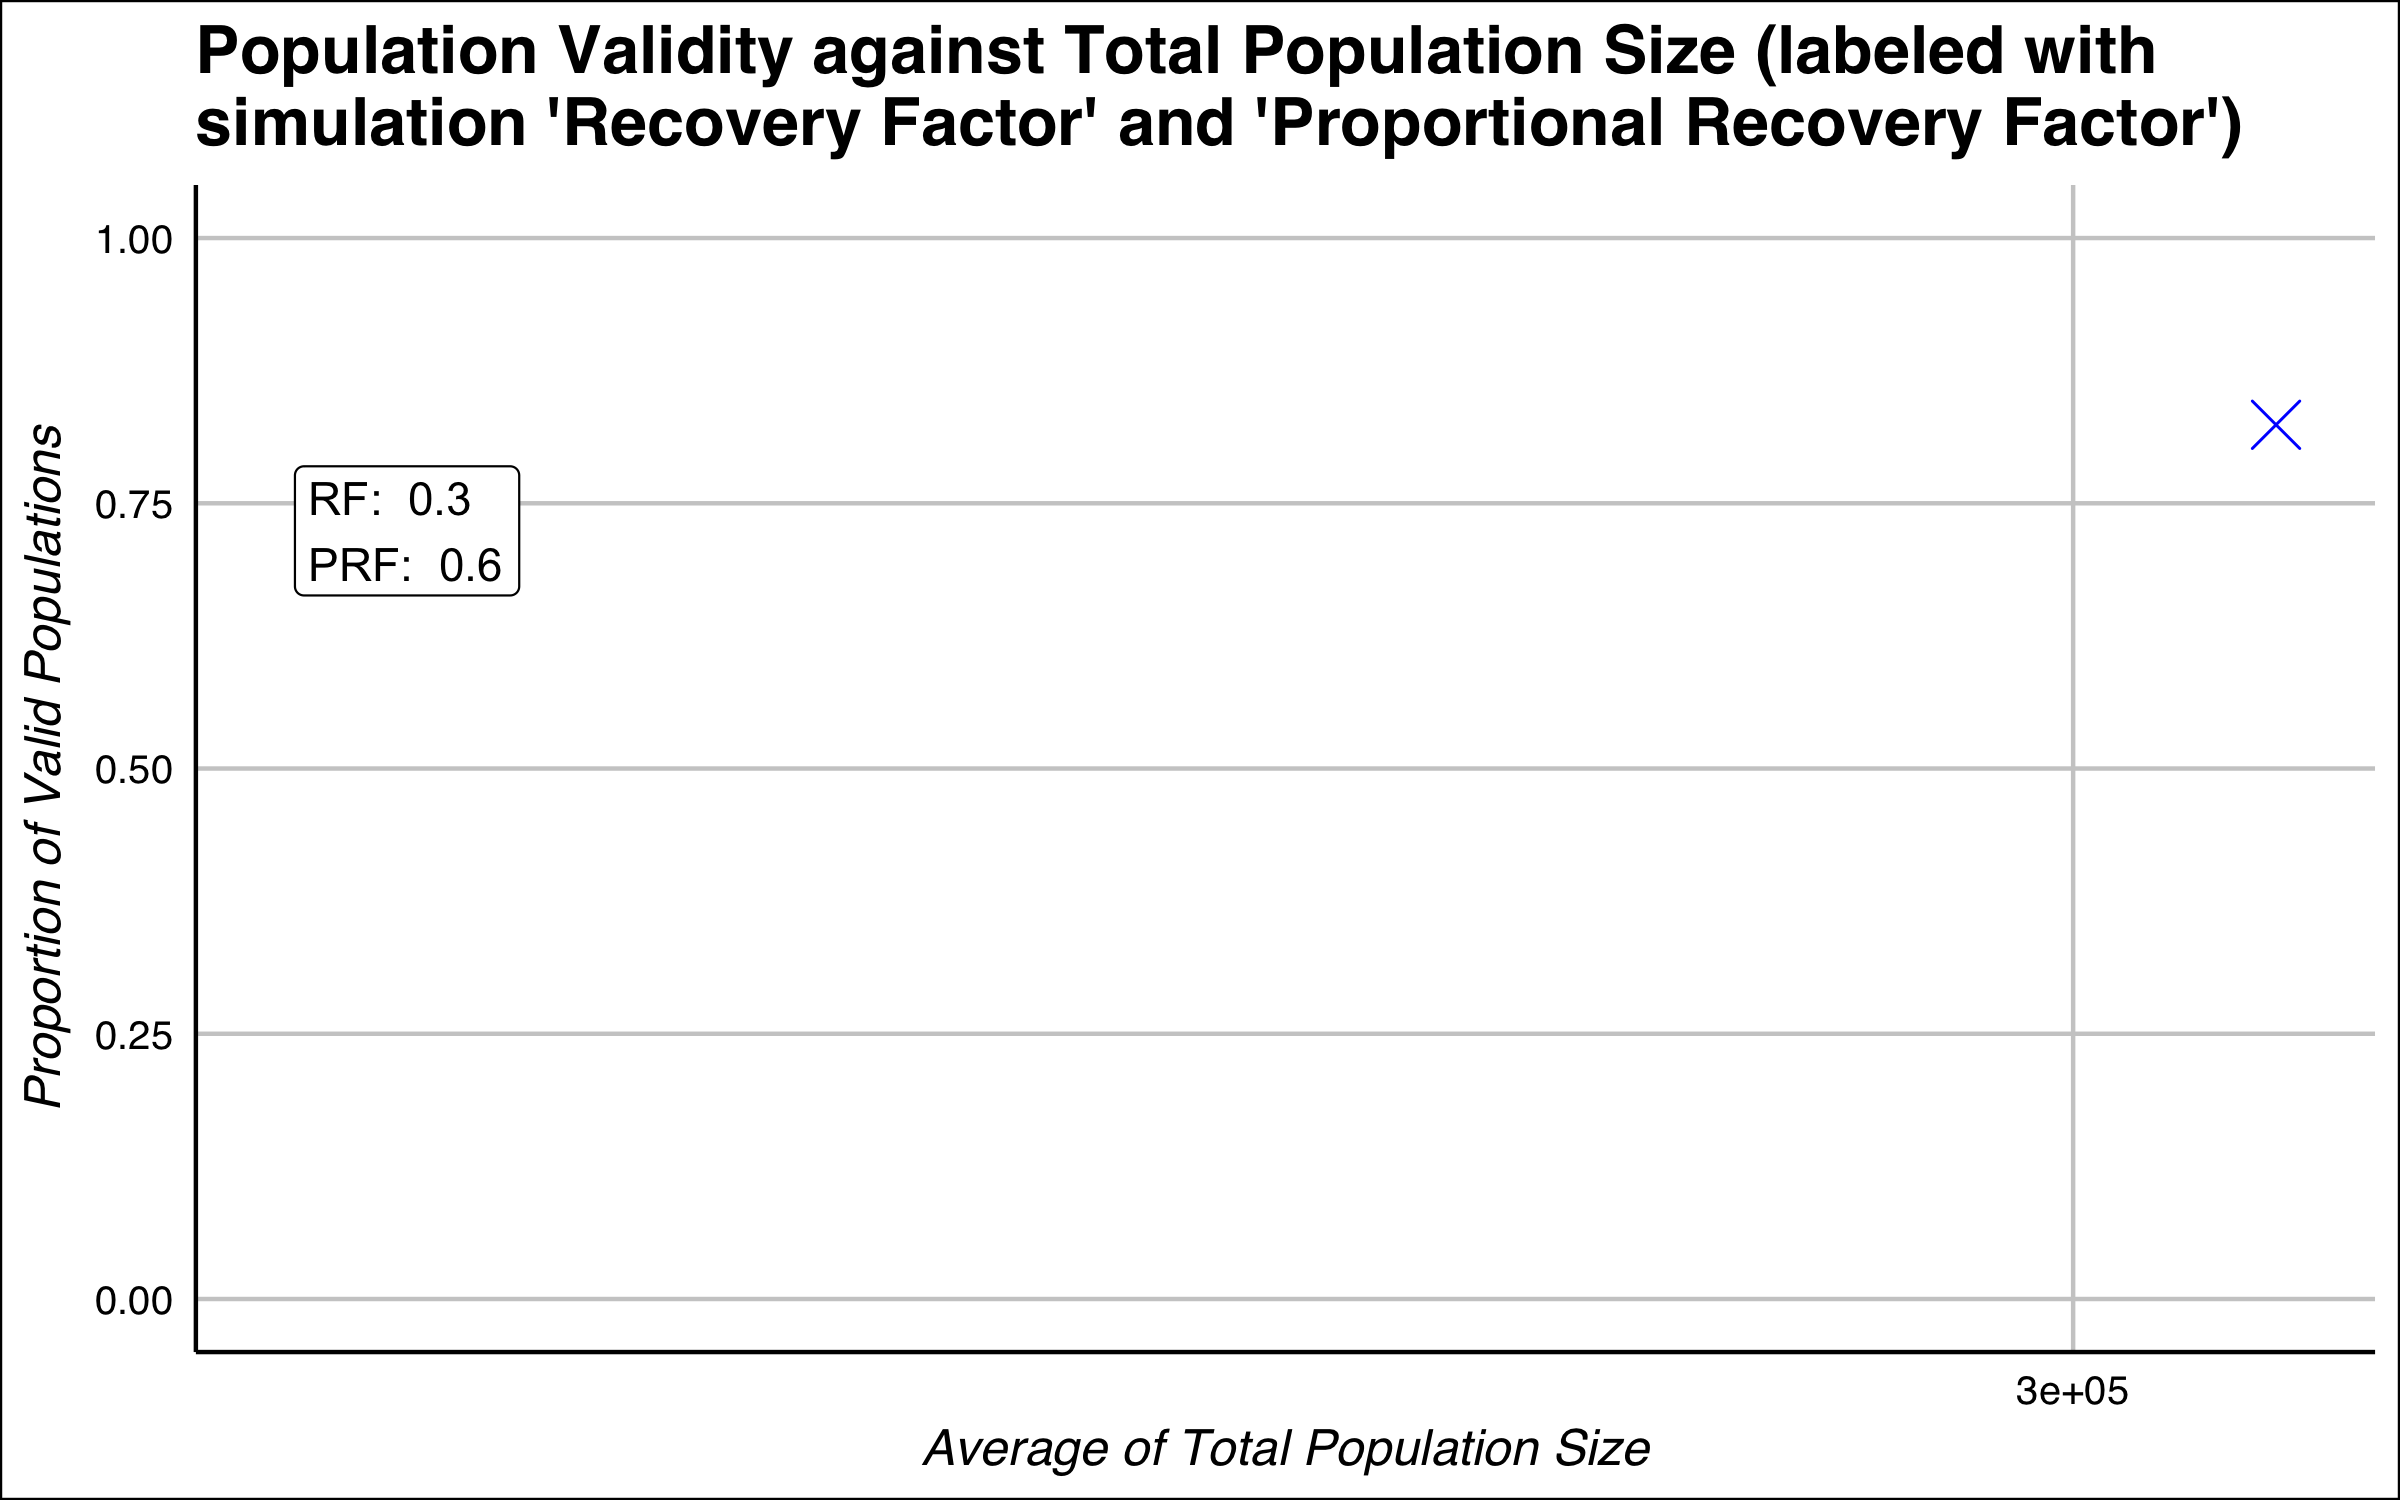 Population Validity against Total Population Size (labeled with
simulation 'Recovery Factor' and 'Proportional Recovery Factor')
Proportion of Valid Populations
1.00
0.75
0.50
0.25
0.00
RF: 0.3
PRF: 0.6
3e+05
Average of Total Population Size